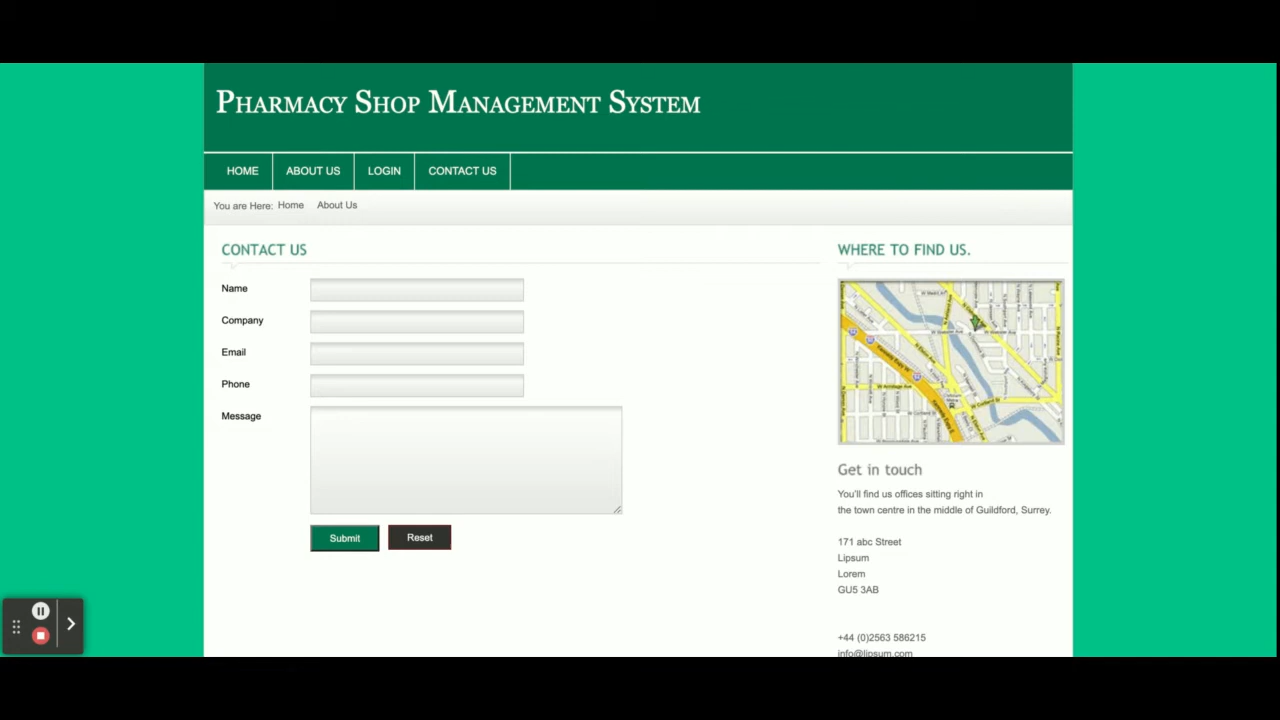 PHARMACY SHOP MANAGEMENT SYSTEM
HOME ABOUT US LOGIN CONTACT US
You are Here: Home About Us
CONTACT US
Name
Company
Email
Phone
Message
Submit Reset
WHERE TO FIND US.
Get in touch
You'll find us offices sitting right in
the town centre in the middle of Guildford, Surrey.
171 abc Street
Lipsum
Lorem
GU5 3AB
+44 (0)2563 586215
info@lipsum.com